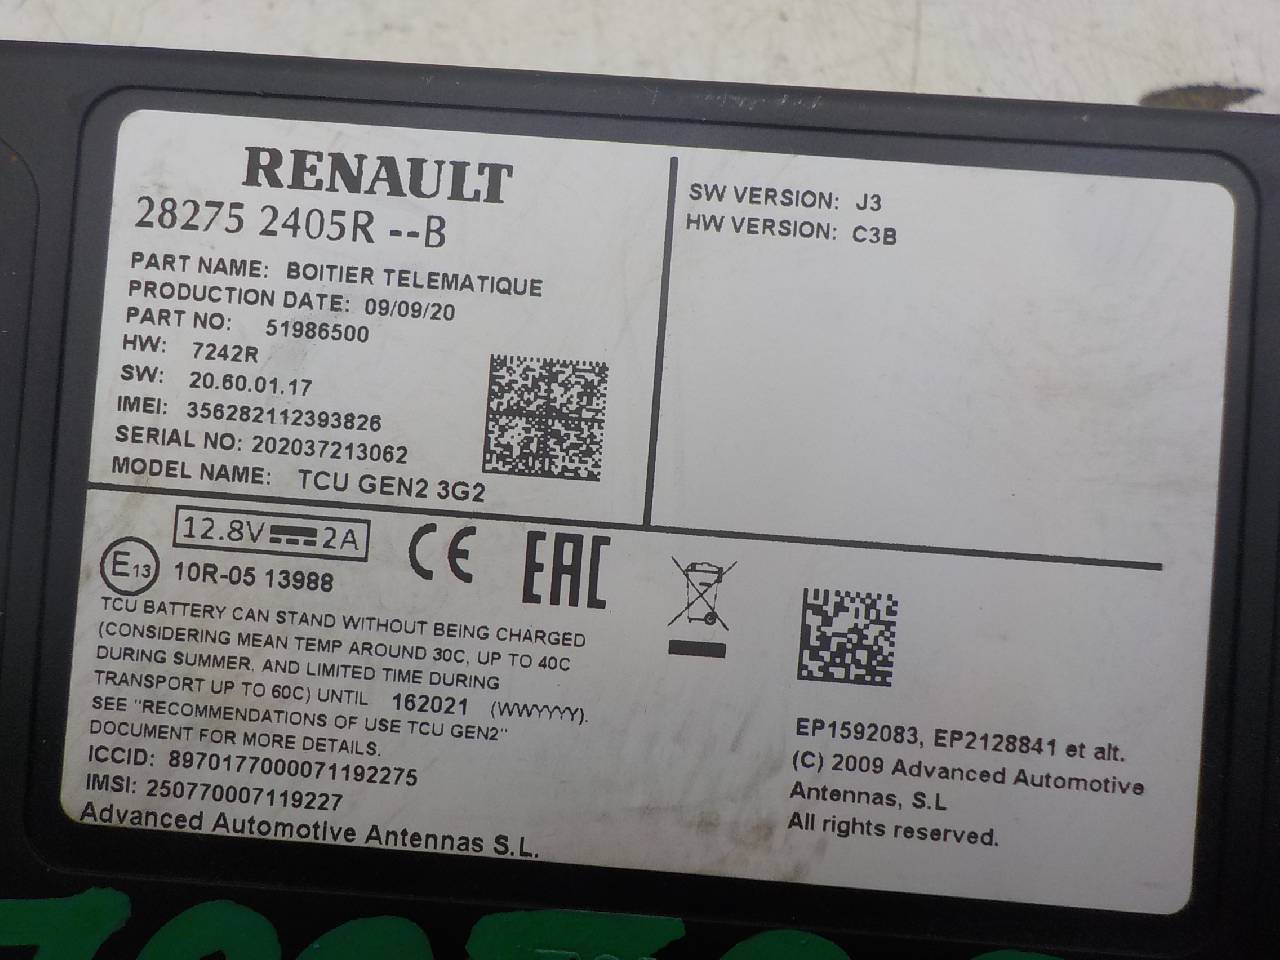 RENAULT
28275 2405R --B
PART NAME: BOITIER TELEMATIQUE
PRODUCTION DATE: 09/09/20
PART NO: 51986500
HW: 7242R
SW: 20.60.01.17
IMEI: 356282112393826
SERIAL NO: 202037213062
MODEL NAME: TCU GEN2 3G2
SW VERSION: J3
HW VERSION: C3B
12.8V 2A
CE
EAC
E13 10R-05 13988
TCU BATTERY CAN STAND WITHOUT BEING CHARGED
(CONSIDERING MEAN TEMP AROUND 30C, UP TO 40C
DURING SUMMER, AND LIMITED TIME DURING
TRANSPORT UP TO 60C) UNTIL 162021 (WWYYYY).
SEE "RECOMMENDATIONS OF USE TCU GEN2"
DOCUMENT FOR MORE DETAILS.
ICCID: 8970177000071192275
IMSI: 250770007119227
Advanced Automotive Antennas S.L.
EP1592083, EP2128841 et alt.
(C) 2009 Advanced Automotive
Antennas, S.L
All rights reserved.